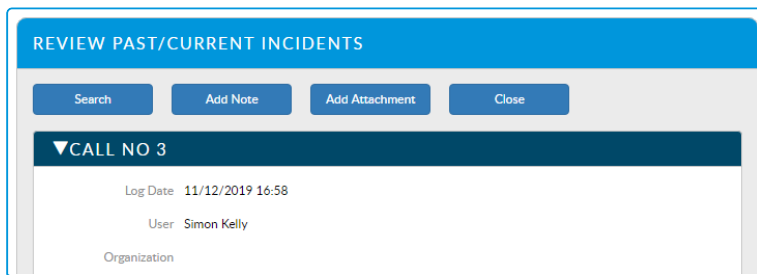 REVIEW PAST/CURRENT INCIDENTS
Search Add Note Add Attachment Close
CALL NO 3
Log Date 11/12/2019 16:58
User Simon Kelly
Organization